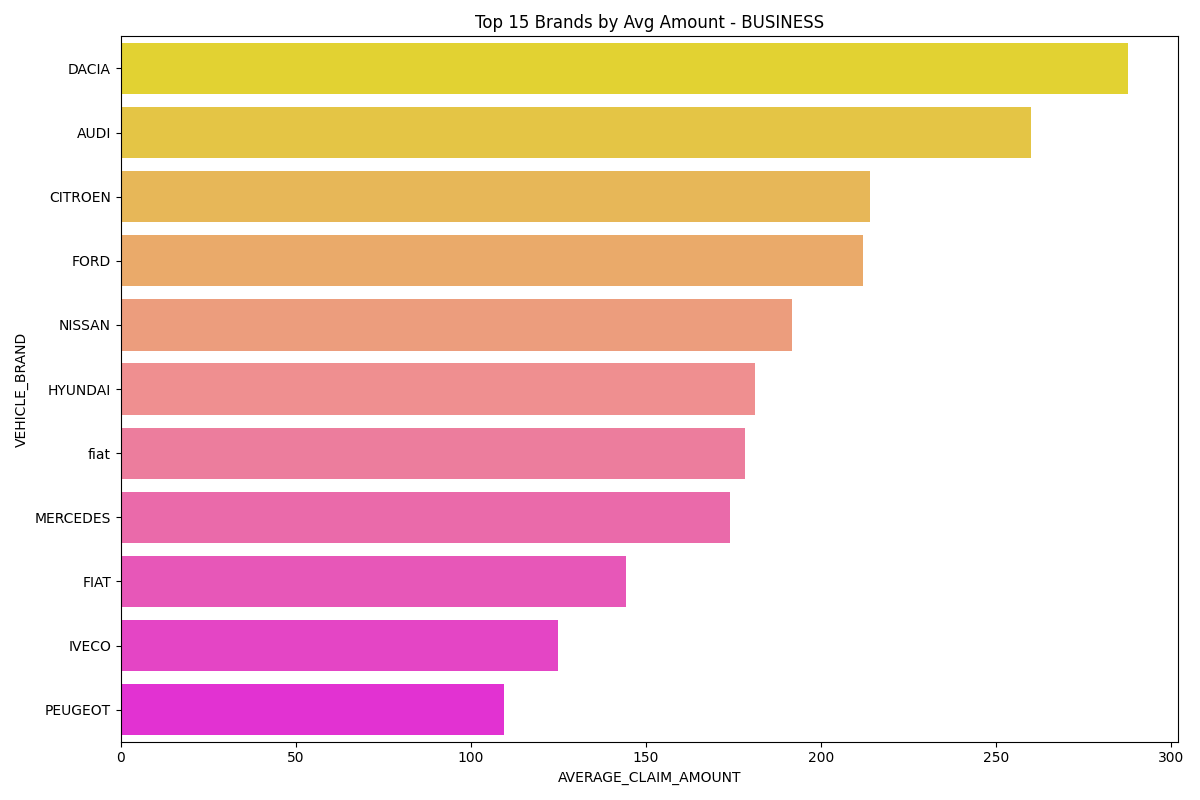 Top 15 Brands by Avg Amount - BUSINESS
VEHICLE_BRAND
DACIA
AUDI
CITROEN
FORD
NISSAN
HYUNDAI
fiat
MERCEDES
FIAT
IVECO
PEUGEOT
0 50 100 150 200 250 300
AVERAGE_CLAIM_AMOUNT